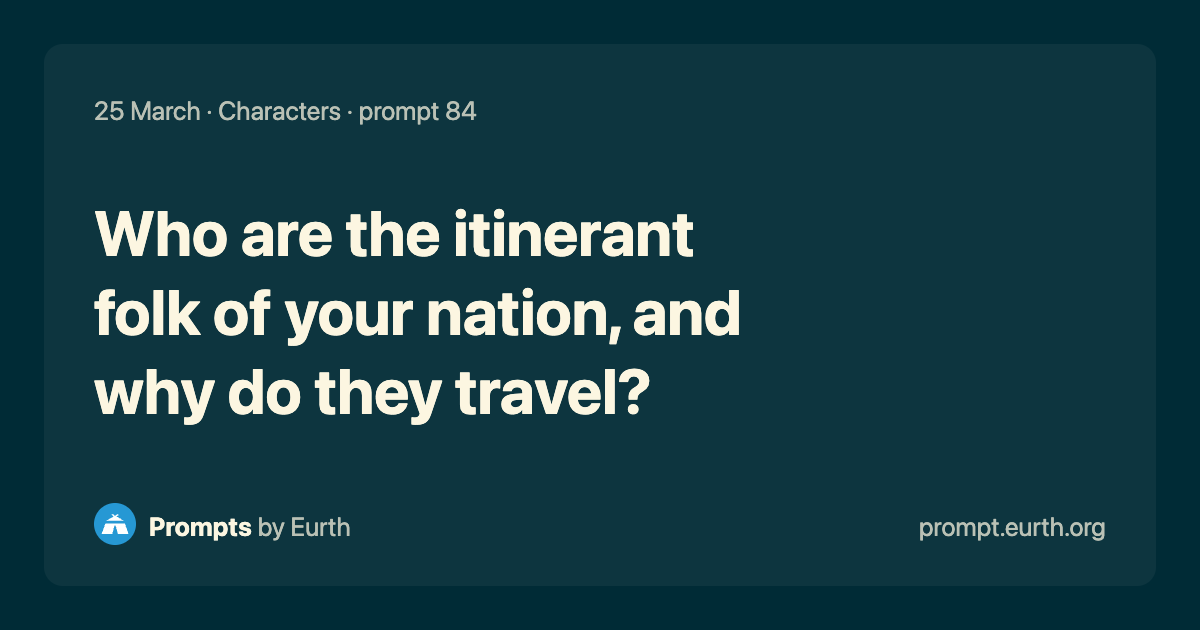 25 March · Characters · prompt 84
Who are the itinerant
folk of your nation, and
why do they travel?
Prompts by Eurth
prompt.eurth.org